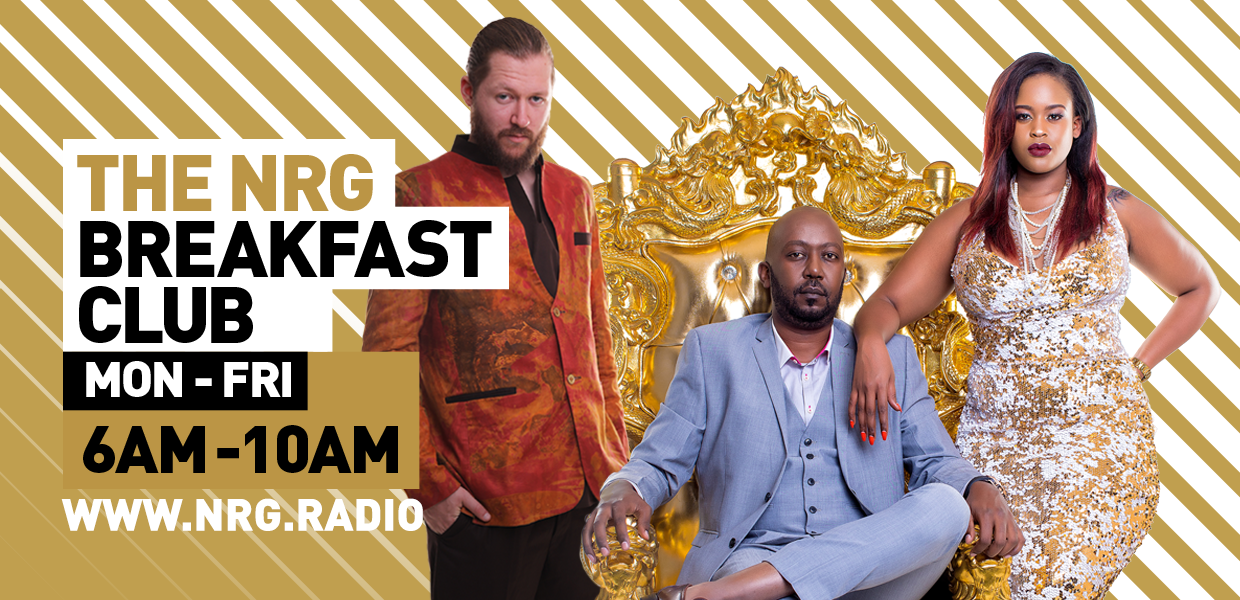 THE NRG
BREAKFAST
CLUB
MON - FRI
6AM -10AM
WWW.NRG.RADIO